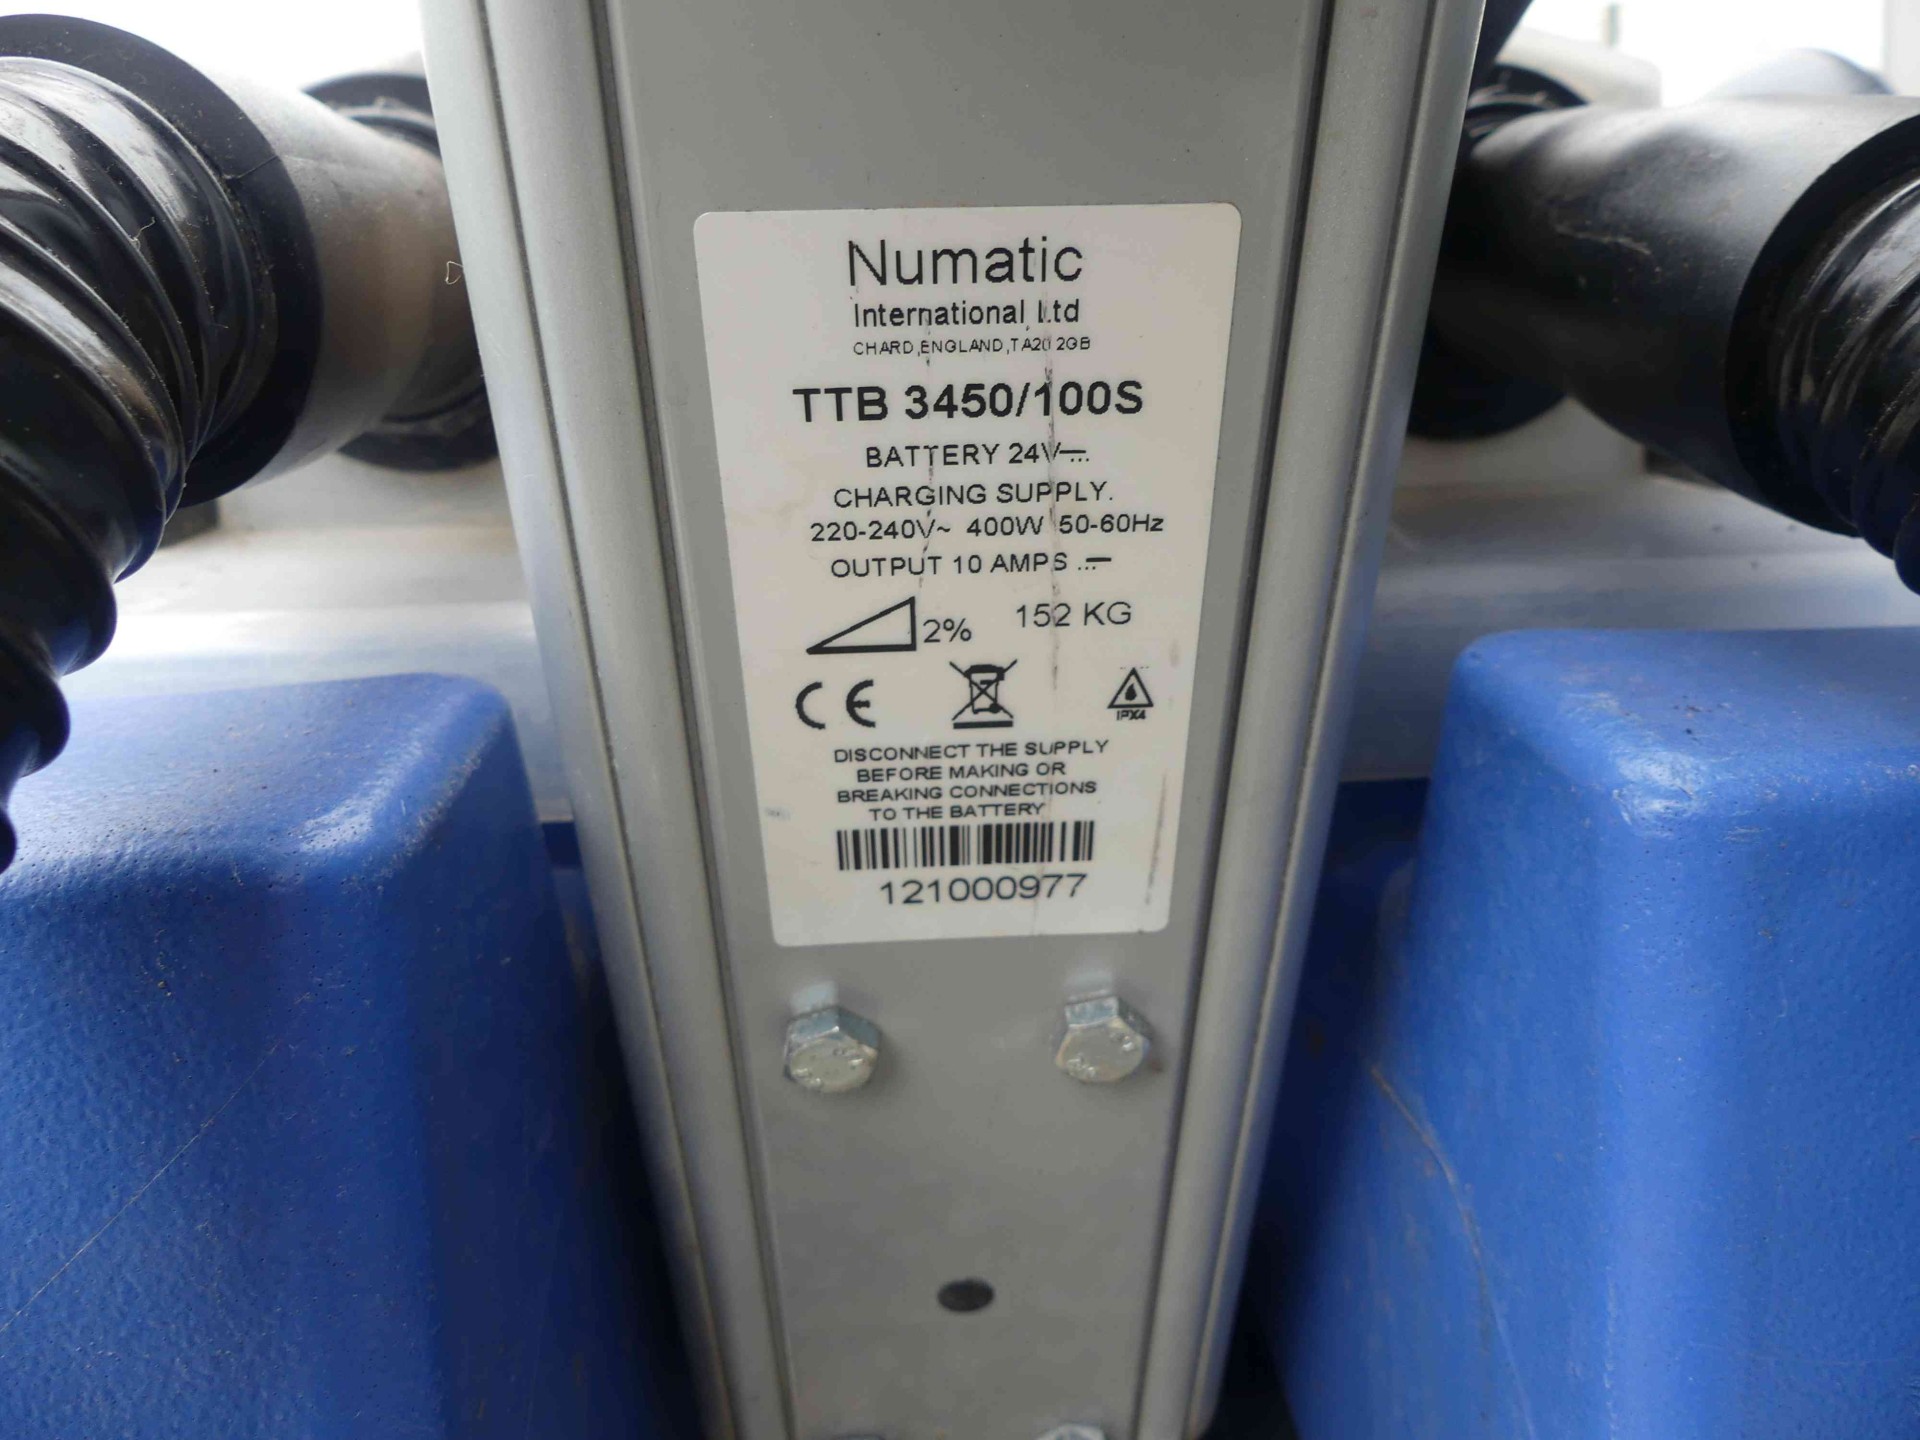 Numatic
International Ltd
CHARD,ENGLAND,TA20 2GB
TTB 3450/100S
BATTERY 24V
CHARGING SUPPLY.
220-240V~ 400W 50-60Hz
OUTPUT 10 AMPS
2% 152 KG
CE IPX4
DISCONNECT THE SUPPLY
BEFORE MAKING OR
BREAKING CONNECTIONS
TO THE BATTERY
121000977